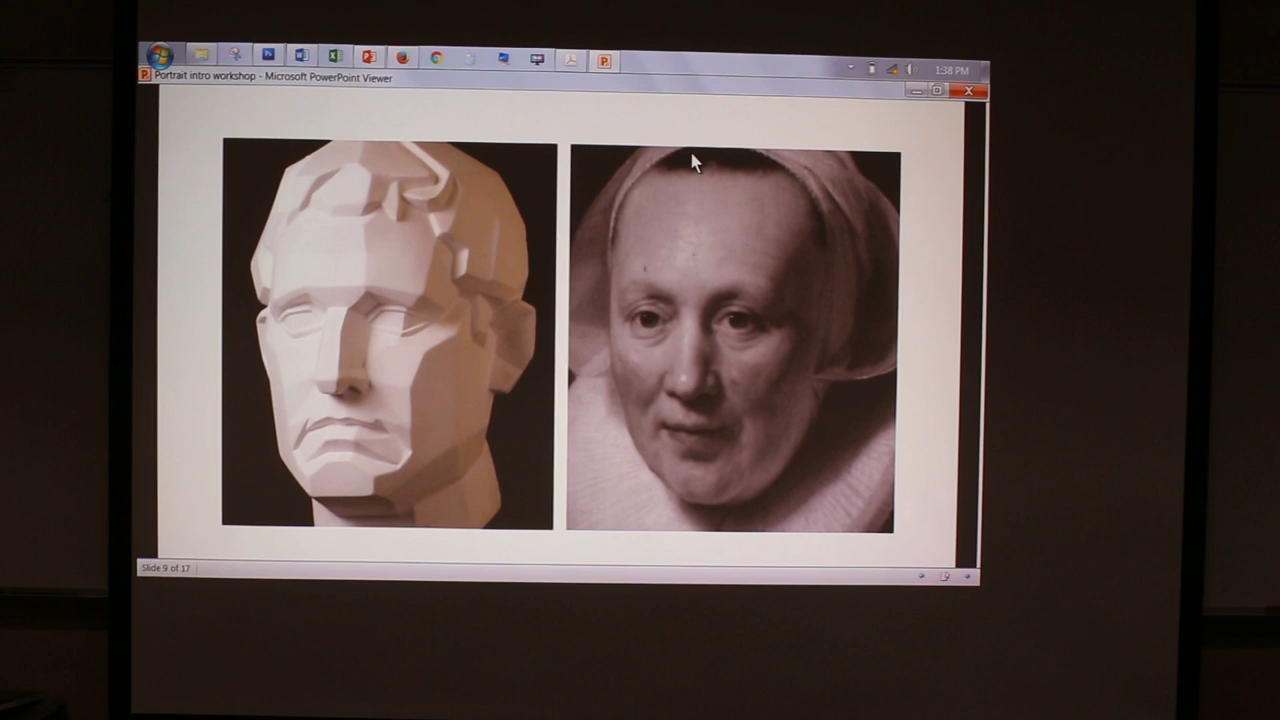 1:38 PM
Portrait intro workshop - Microsoft PowerPoint Viewer
Slide 9 of 17